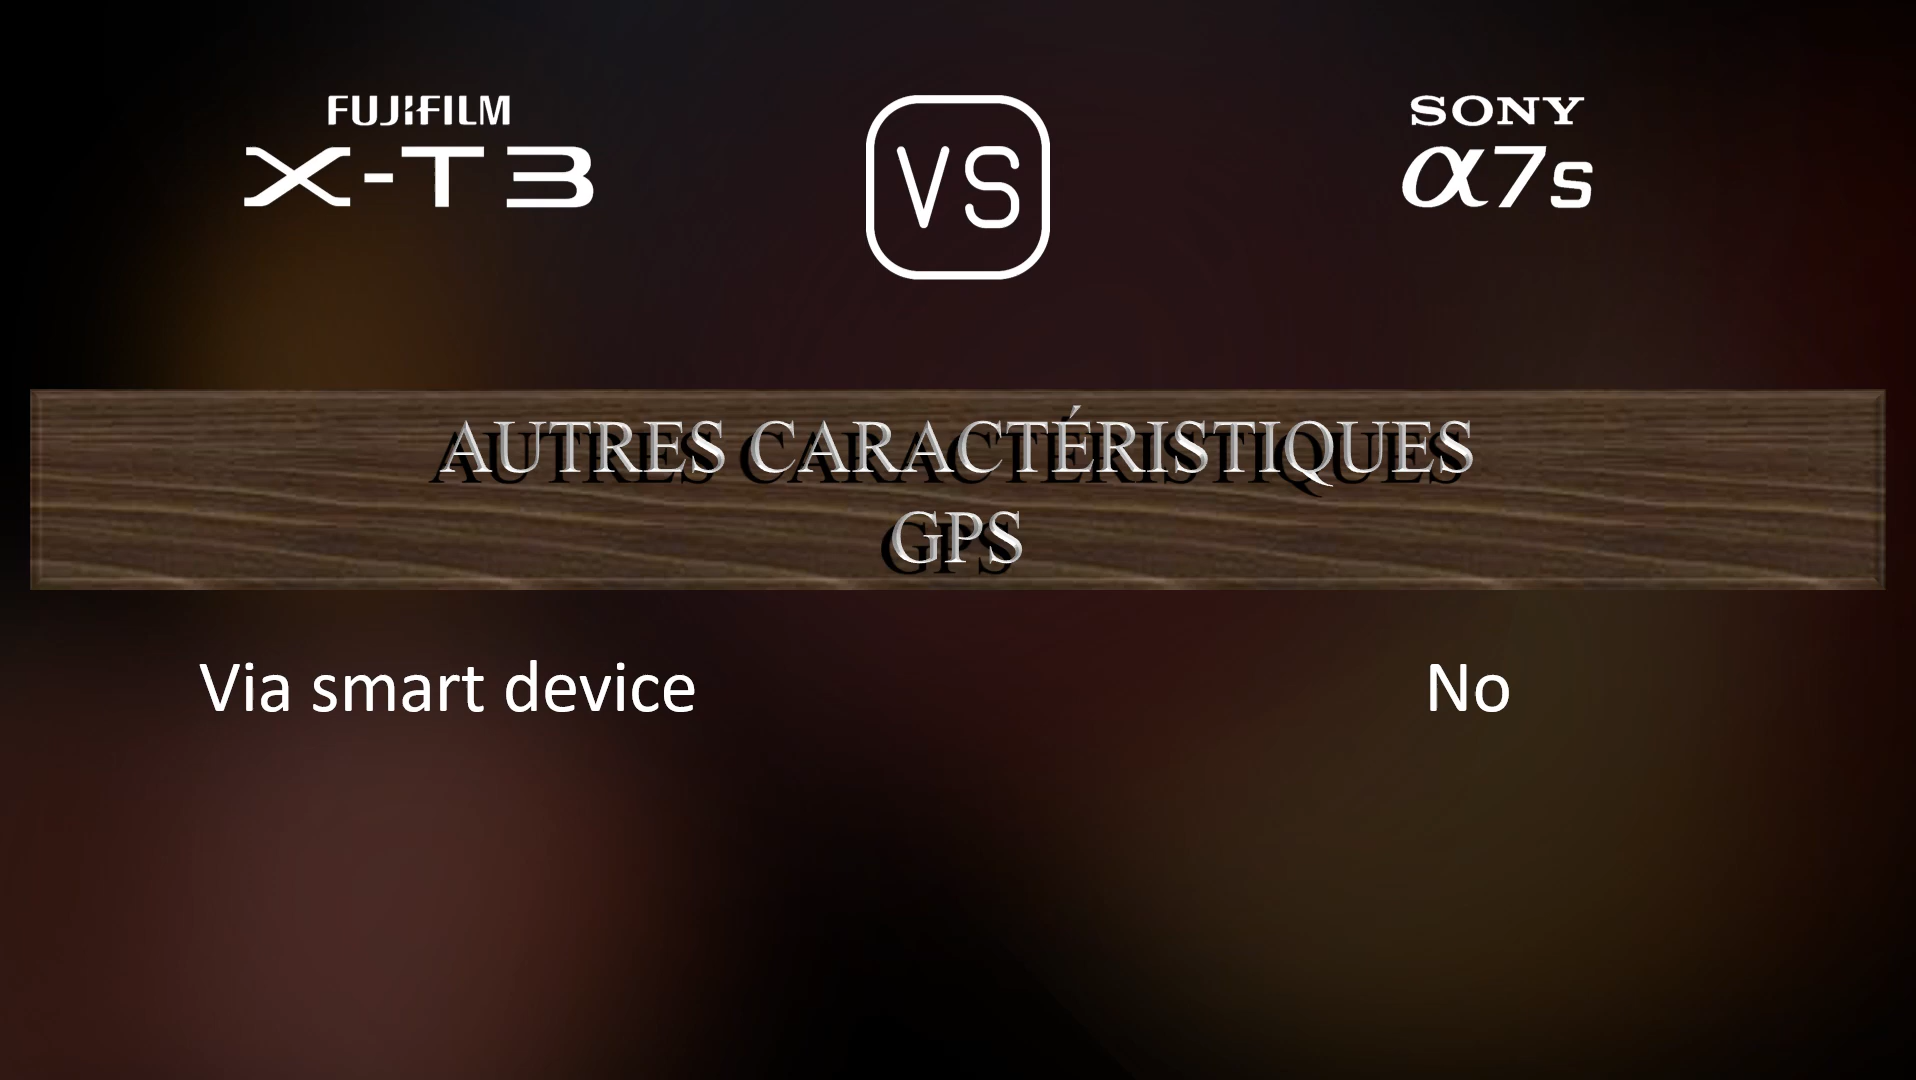 FUJIFILM
X-T3
VS
SONY
α7s
AUTRES CARACTÉRISTIQUES
GPS
Via smart device
No